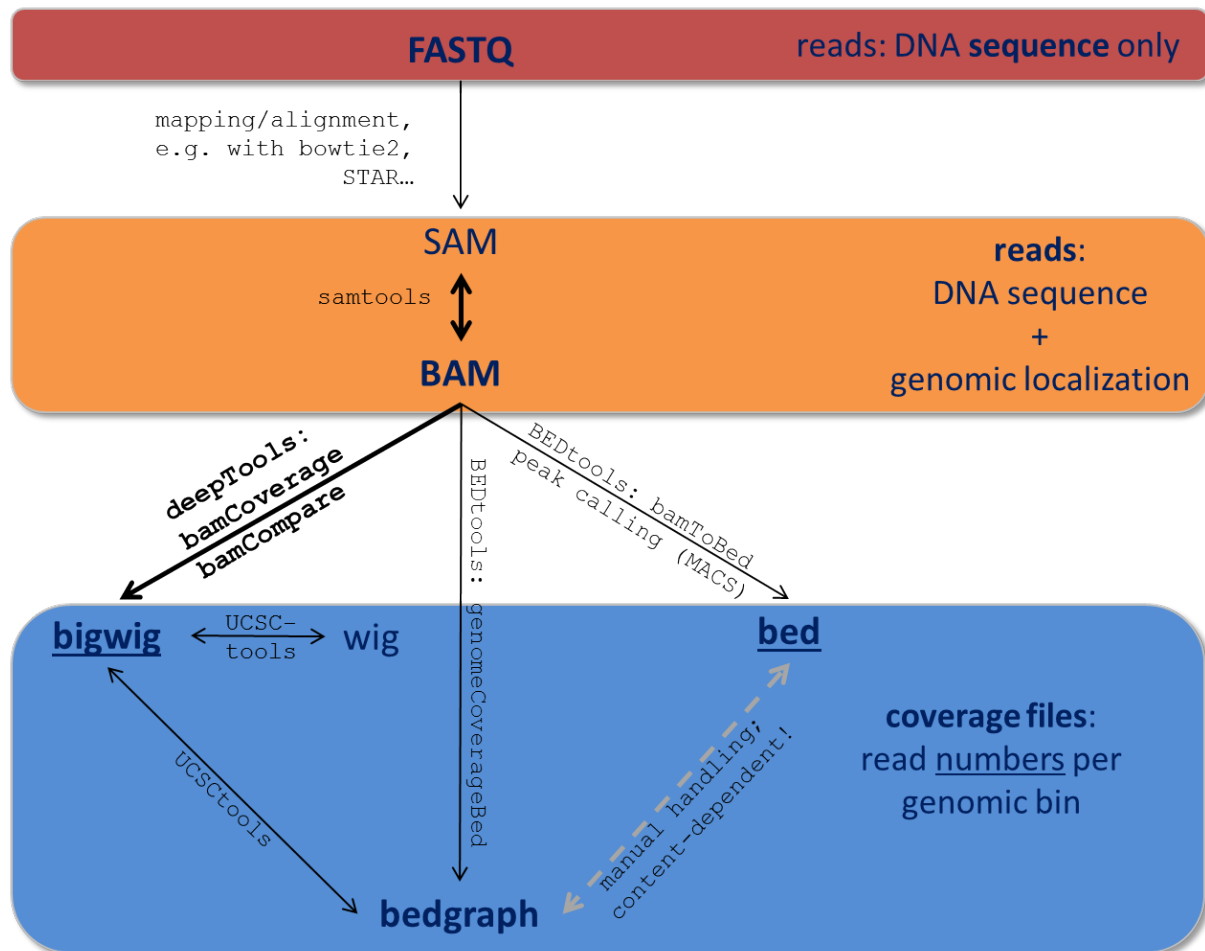 FASTQ
reads: DNA sequence only
mapping/alignment,
e.g. with bowtie2,
STAR…
SAM
samtools
BAM
reads:
DNA sequence
+
genomic localization
deepTools:
bamCoverage
bamCompare
BEDtools: genomeCoverageBed
BEDtools: bamToBed
peak calling (MACS)
bigwig
UCSC-
tools
wig
bed
UCSCtools
manual handling;
content-dependent!
coverage files:
read numbers per
genomic bin
bedgraph